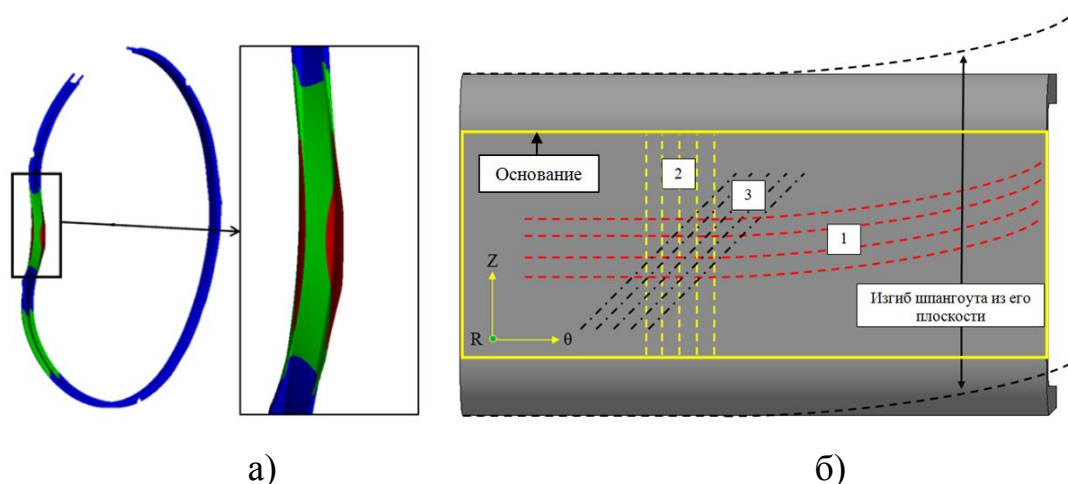 Основание
2
3
1
Z
R
θ
Изгиб шпангоута из его
плоскости
а)
б)